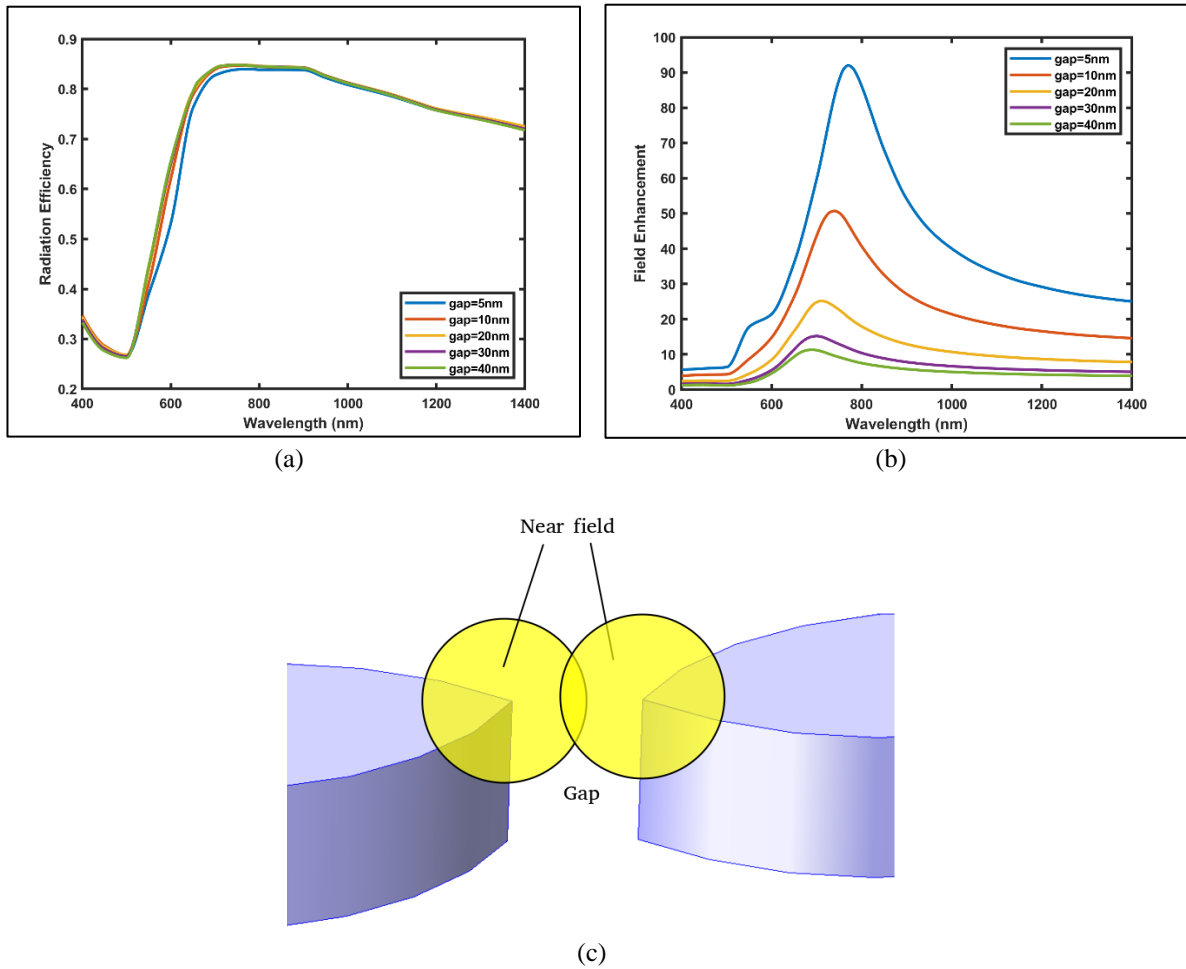 0.9
0.8
0.7
0.6
0.5
0.4
0.3
0.2
Radiation Efficiency
gap=5nm
gap=10nm
gap=20nm
gap=30nm
gap=40nm
400 600 800 1000 1200 1400
Wavelength (nm)
(a)
100
90
80
70
60
50
40
30
20
10
0
Field Enhancement
gap=5nm
gap=10nm
gap=20nm
gap=30nm
gap=40nm
400 600 800 1000 1200 1400
Wavelength (nm)
(b)
Near field
Gap
(c)